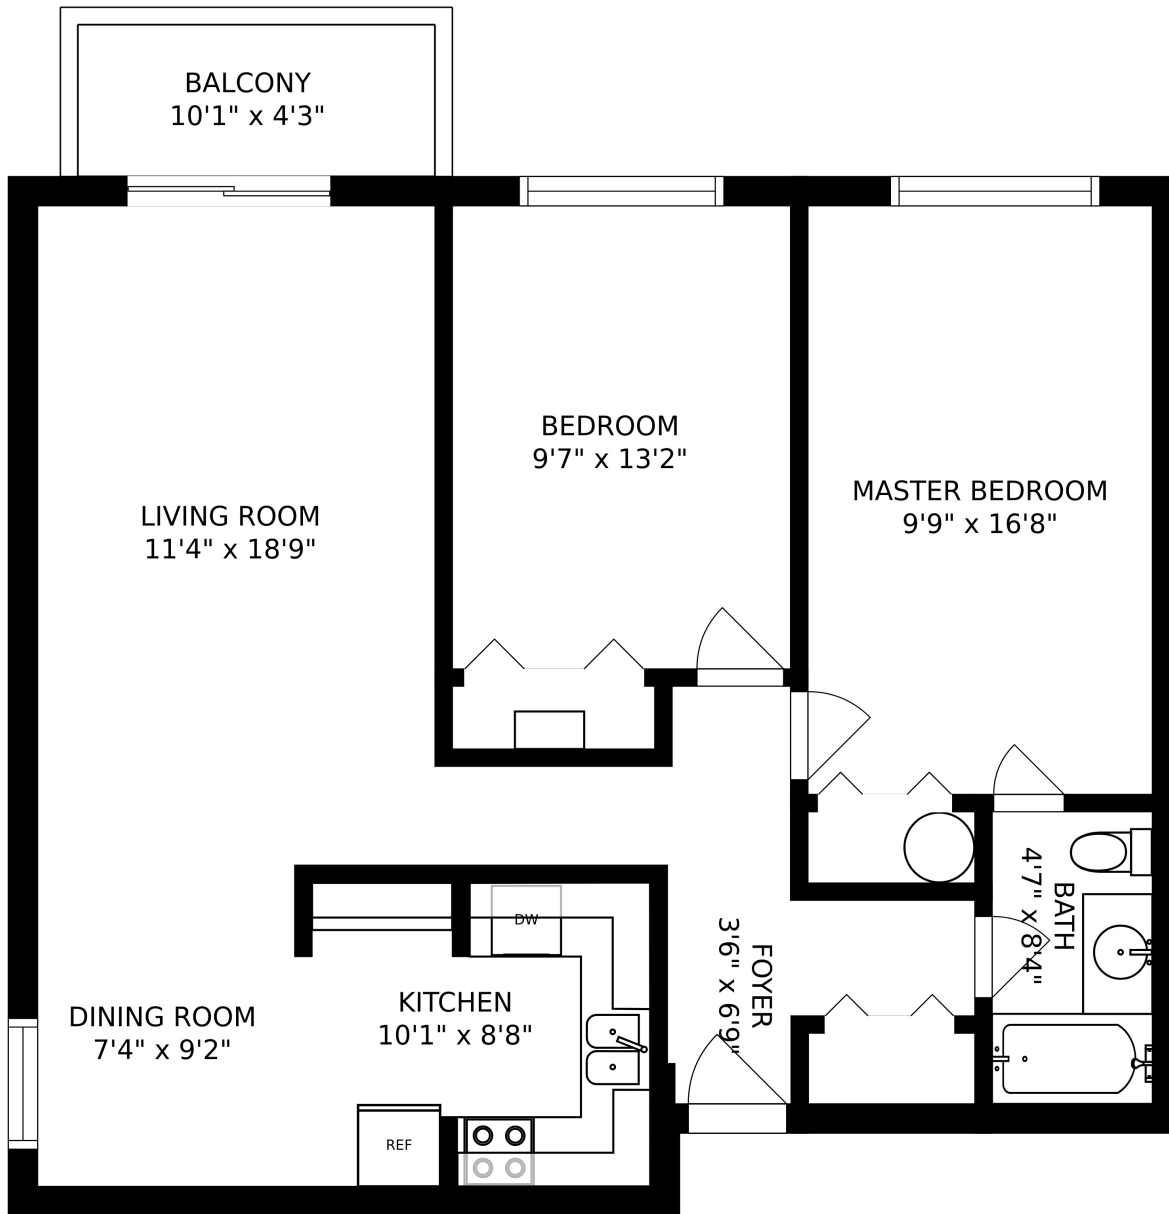 BALCONY
10'1" x 4'3"
BEDROOM
9'7" x 13'2"
MASTER BEDROOM
9'9" x 16'8"
LIVING ROOM
11'4" x 18'9"
BATH
4'7" x 8'4"
DW
FOYER
3'6" x 6'9"
KITCHEN
10'1" x 8'8"
DINING ROOM
7'4" x 9'2"
REF